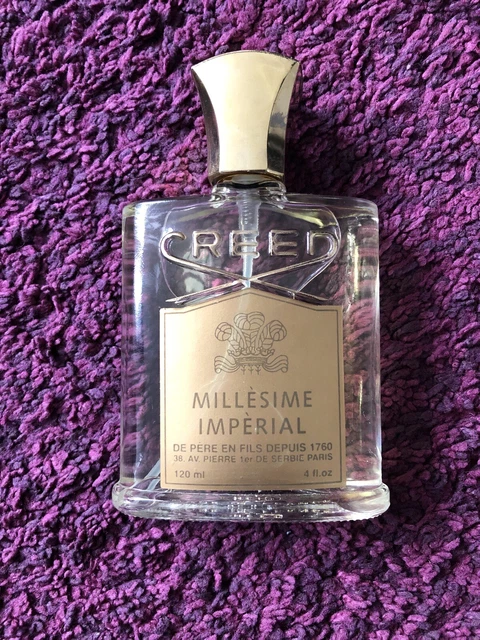 CREED
MILLÈSIME
IMPÈRIAL
DE PÈRE EN FILS DEPUIS 1760
38, AV. PIERRE 1er DE SERBIE PARIS
120 ml 4 fl.oz